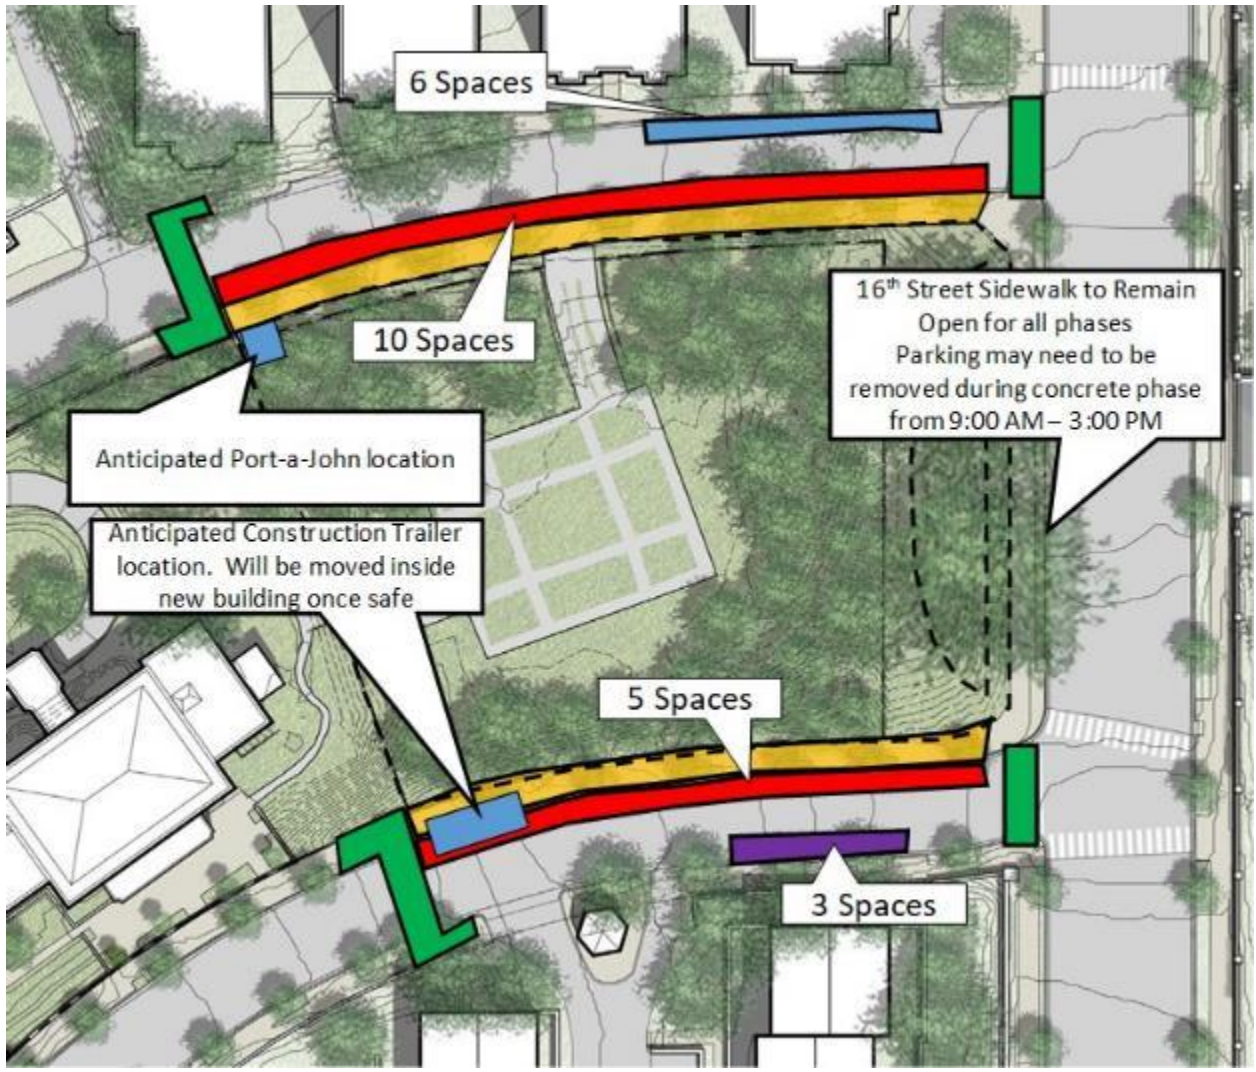 6 Spaces
10 Spaces
16th Street Sidewalk to Remain
Open for all phases
Parking may need to be
removed during concrete phase
from 9:00 AM – 3:00 PM
Anticipated Port-a-John location
Anticipated Construction Trailer
location.  Will be moved inside
new building once safe
5 Spaces
3 Spaces